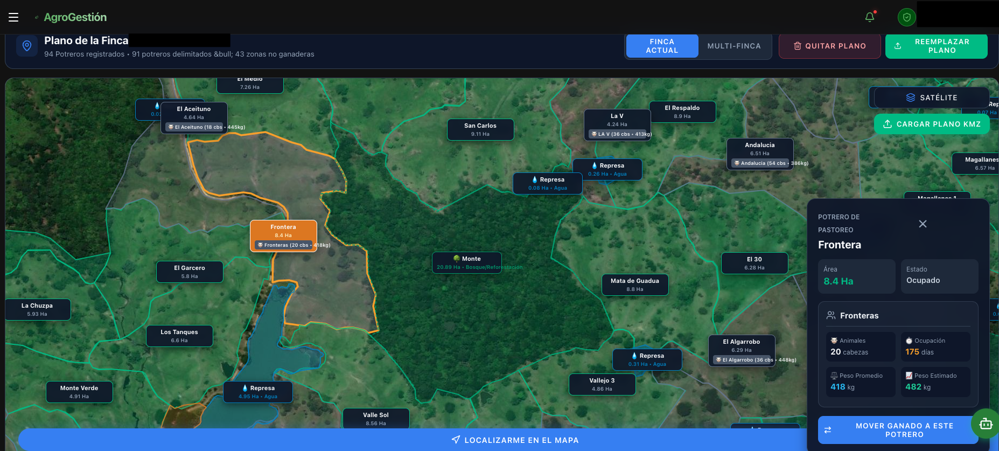 AgroGestión
Plano de la Finca
94 Potreros registrados • 91 potreros delimitados &bull; 43 zonas no ganaderas
FINCA
ACTUAL
MULTI-FINCA
QUITAR PLANO
REEMPLAZAR
PLANO
El Medio
7.26 Ha
El Aceituno
4.64 Ha
El Aceituno (18 cbs • 445kg)
San Carlos
9.11 Ha
La V
4.24 Ha
LA V (36 cbs • 413kg)
El Respaldo
8.9 Ha
SATÉLITE
0.07 Ha
CARGAR PLANO KMZ
Andalucia
6.51 Ha
Andalucia (54 cbs • 386kg)
Magallanes
6.57 Ha
Represa
0.26 Ha • Agua
Represa
0.08 Ha • Agua
Magallanes 1
Frontera
8.4 Ha
Fronteras (20 cbs • 418kg)
El Garcero
5.8 Ha
Monte
20.89 Ha • Bosque/Reforestación
El 30
6.28 Ha
Mata de Guadua
8.8 Ha
La Chuzpa
5.93 Ha
Los Tanques
6.6 Ha
El Algarrobo
6.29 Ha
El Algarrobo (36 cbs • 448kg)
Represa
0.31 Ha • Agua
Vallejo 3
4.86 Ha
Monte Verde
4.91 Ha
Represa
4.95 Ha • Agua
Valle Sol
8.56 Ha
POTRERO DE
PASTOREO
Frontera
Área
8.4 Ha
Estado
Ocupado
Fronteras
Animales
20 cabezas
Ocupación
175 días
Peso Promedio
418 kg
Peso Estimado
482 kg
MOVER GANADO A ESTE
POTRERO
LOCALIZARME EN EL MAPA